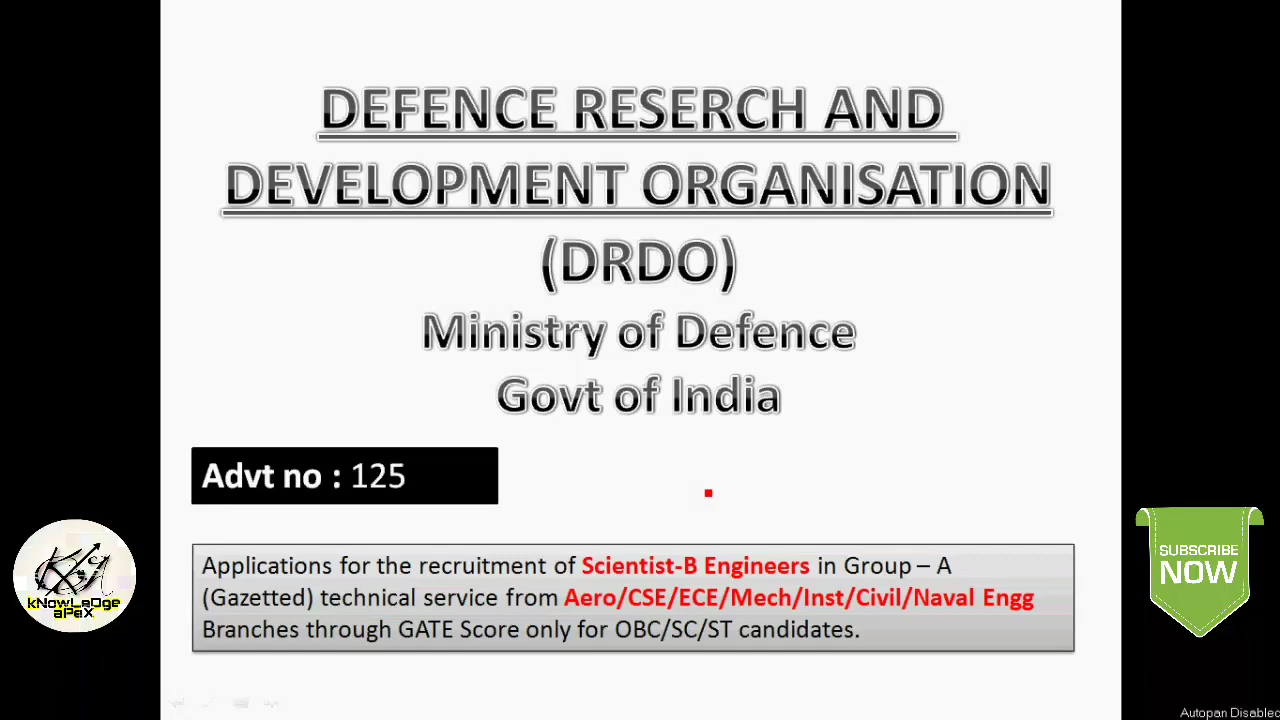 DEFENCE RESERCH AND
DEVELOPMENT ORGANISATION
(DRDO)
Ministry of Defence
Govt of India
Advt no : 125
Applications for the recruitment of Scientist-B Engineers in Group – A
(Gazetted) technical service from Aero/CSE/ECE/Mech/Inst/Civil/Naval Engg
Branches through GATE Score only for OBC/SC/ST candidates.
kNowLaDge
aPeX
SUBSCRIBE
NOW
Autopan Disabled